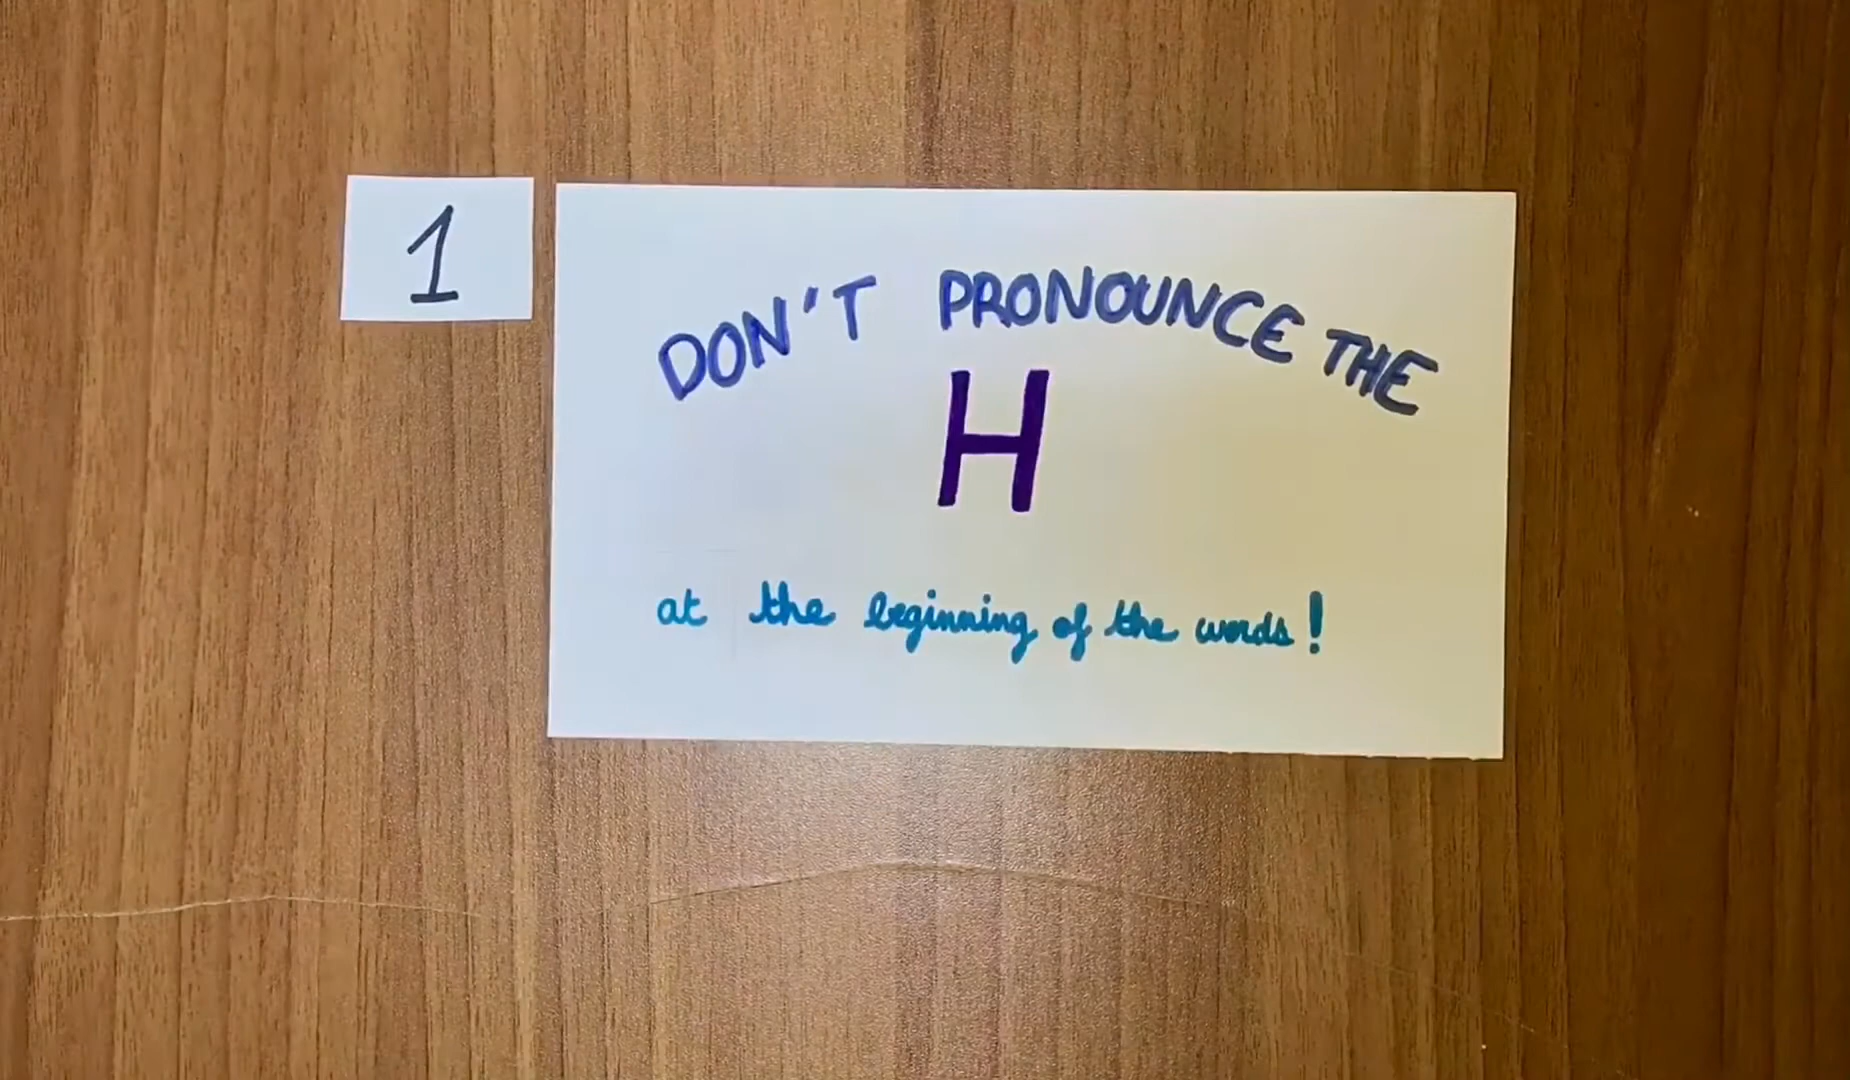 1
DON'T PRONOUNCE THE
H
at the beginning of the words!